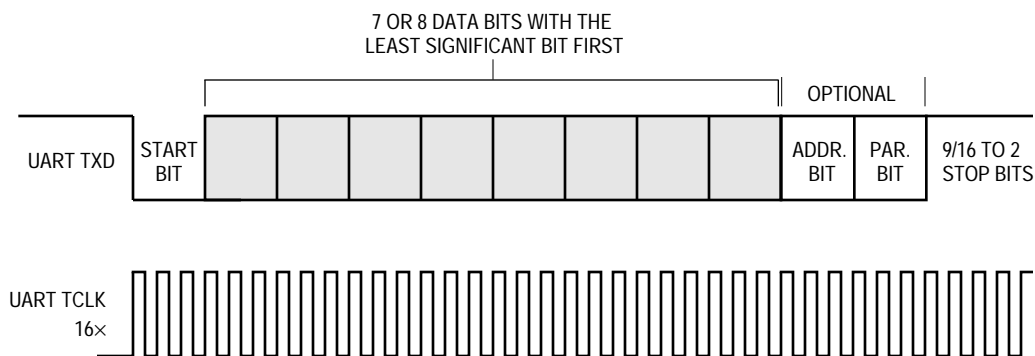 7 OR 8 DATA BITS WITH THE
LEAST SIGNIFICANT BIT FIRST
OPTIONAL
UART TXD
START
BIT
ADDR.
BIT
PAR.
BIT
9/16 TO 2
STOP BITS
UART TCLK
16×